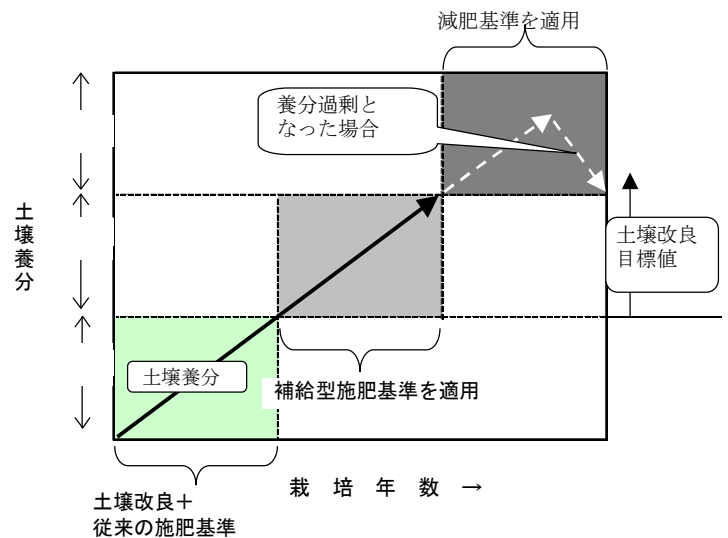 減肥基準を適用
養分過剰と
なった場合
土壌養分
土壌改良
目標値
土壌養分
補給型施肥基準を適用
栽 培 年 数 →
土壌改良＋
従来の施肥基準